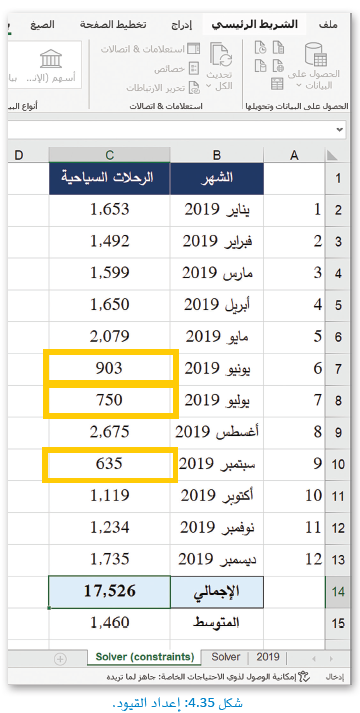 ملف الشريط الرئيسي إدراج تخطيط الصفحة الصيغ
الحصول على البيانات
تحديث الكل
استعلامات & اتصالات
خصائص
تحرير الارتباطات
أسهم (الإن...
الحصول على البيانات وتحويلها
استعلامات & اتصالات
أنواع البي
A B C D
1 الشهر الرحلات السياحية
2 1 يناير 2019 1,653
3 2 فبراير 2019 1,492
4 3 مارس 2019 1,599
5 4 أبريل 2019 1,650
6 5 مايو 2019 2,079
7 6 يونيو 2019 903
8 7 يوليو 2019 750
9 8 أغسطس 2019 2,675
10 9 سبتمبر 2019 635
11 10 أكتوبر 2019 1,119
12 11 نوفمبر 2019 1,234
13 12 ديسمبر 2019 1,735
14 الإجمالي 17,526
15 المتوسط 1,460
2019 Solver Solver (constraints)
إدخال إمكانية الوصول لذوي الاحتياجات الخاصة: جاهز لما تريده
شكل 4.35: إعداد القيود.